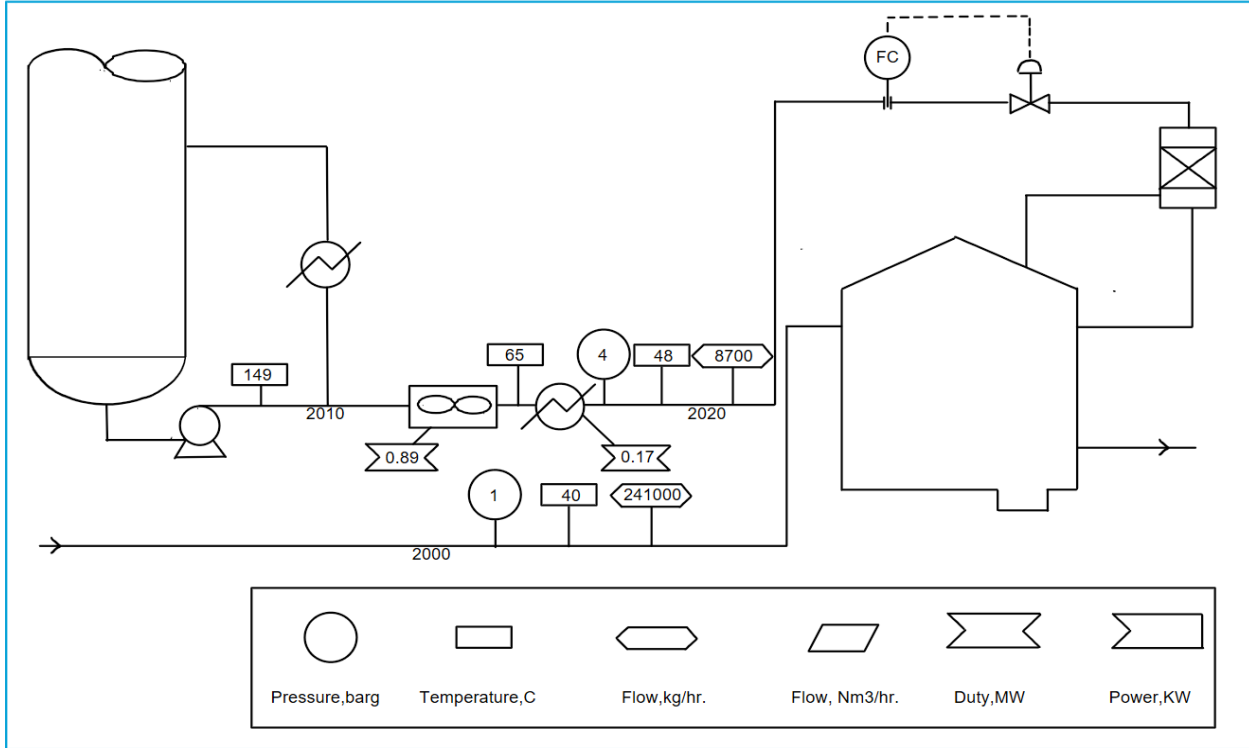 FC
149
2010
65
4
48
8700
2020
0.89
0.17
1
40
241000
2000
Pressure,barg
Temperature,C
Flow,kg/hr.
Flow, Nm3/hr.
Duty,MW
Power,KW